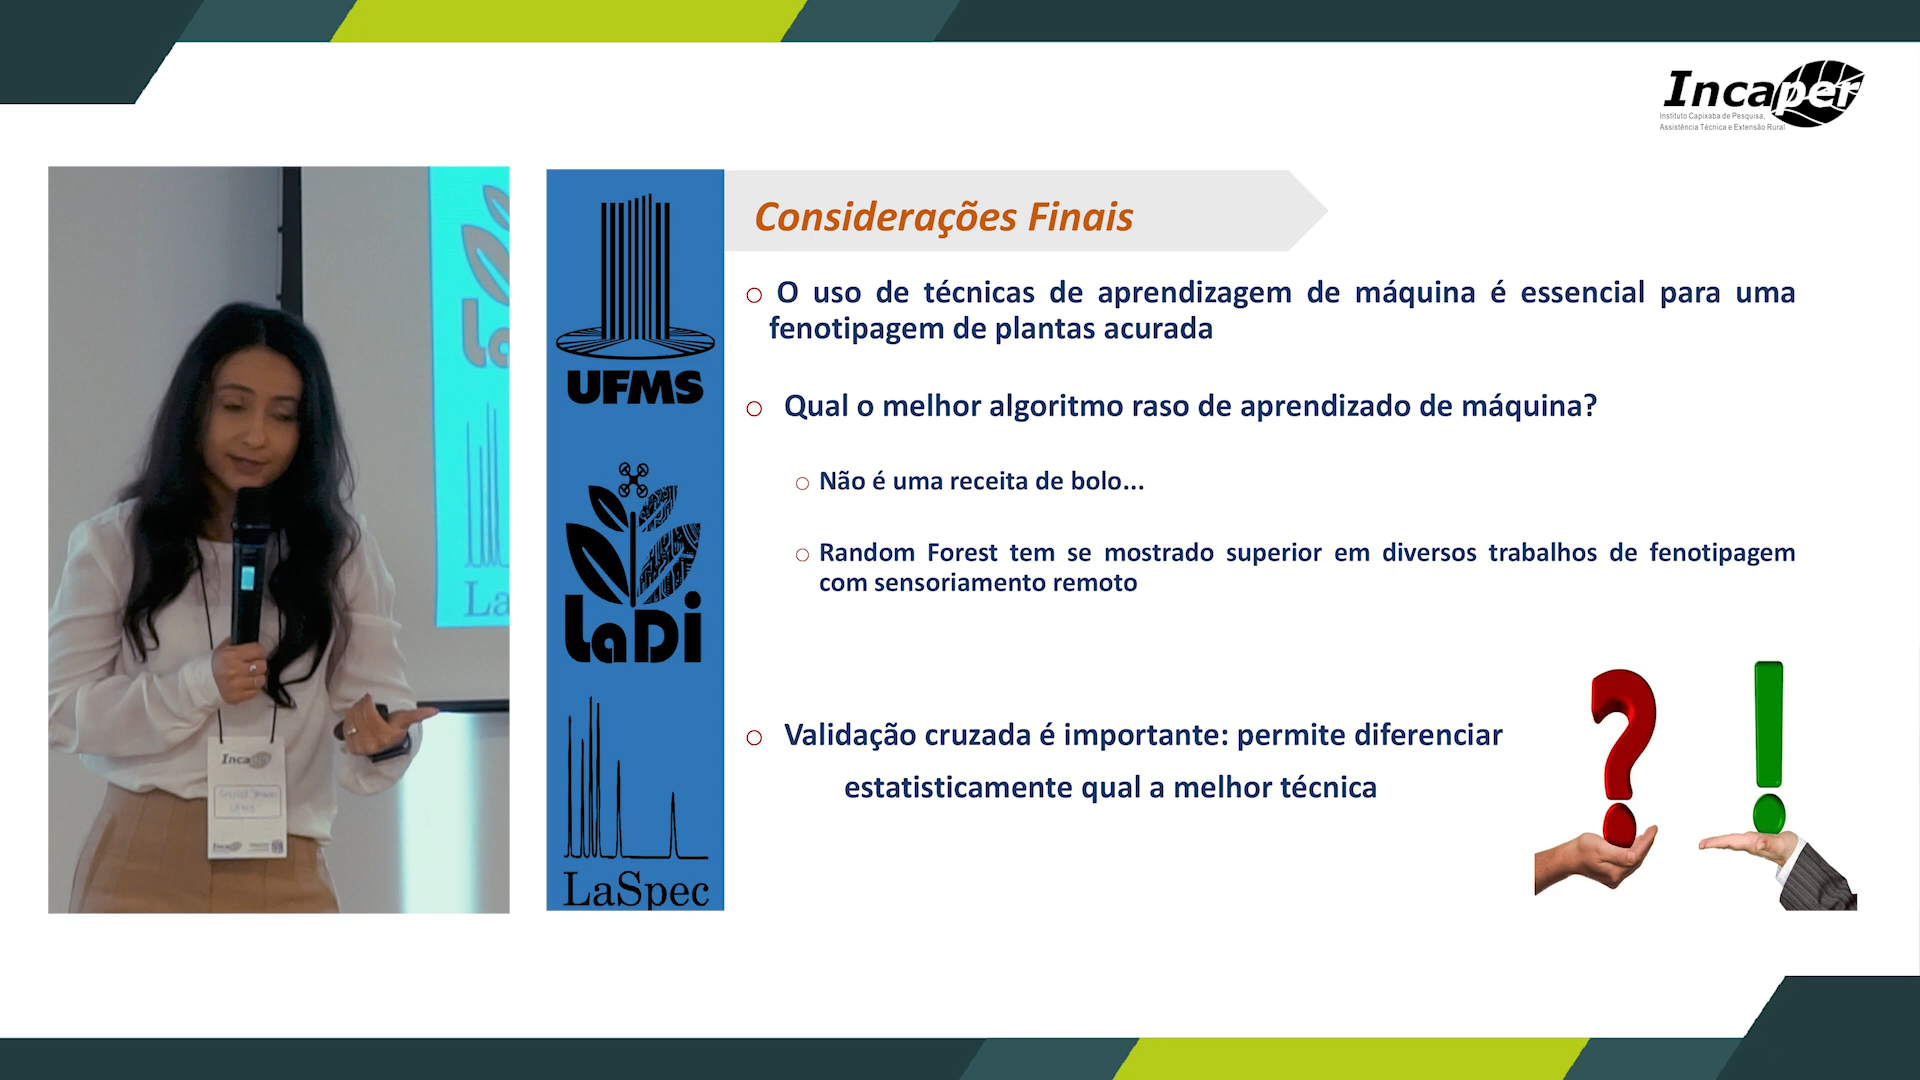 Incaper
Instituto Capixaba de Pesquisa,
Assistência Técnica e Extensão Rural
Considerações Finais
O uso de técnicas de aprendizagem de máquina é essencial para uma
fenotipagem de plantas acurada
Qual o melhor algoritmo raso de aprendizado de máquina?
Não é uma receita de bolo...
Random Forest tem se mostrado superior em diversos trabalhos de fenotipagem
com sensoriamento remoto
Validação cruzada é importante: permite diferenciar
estatisticamente qual a melhor técnica
UFMS
LaDi
LaSpec
La
La
Incaper